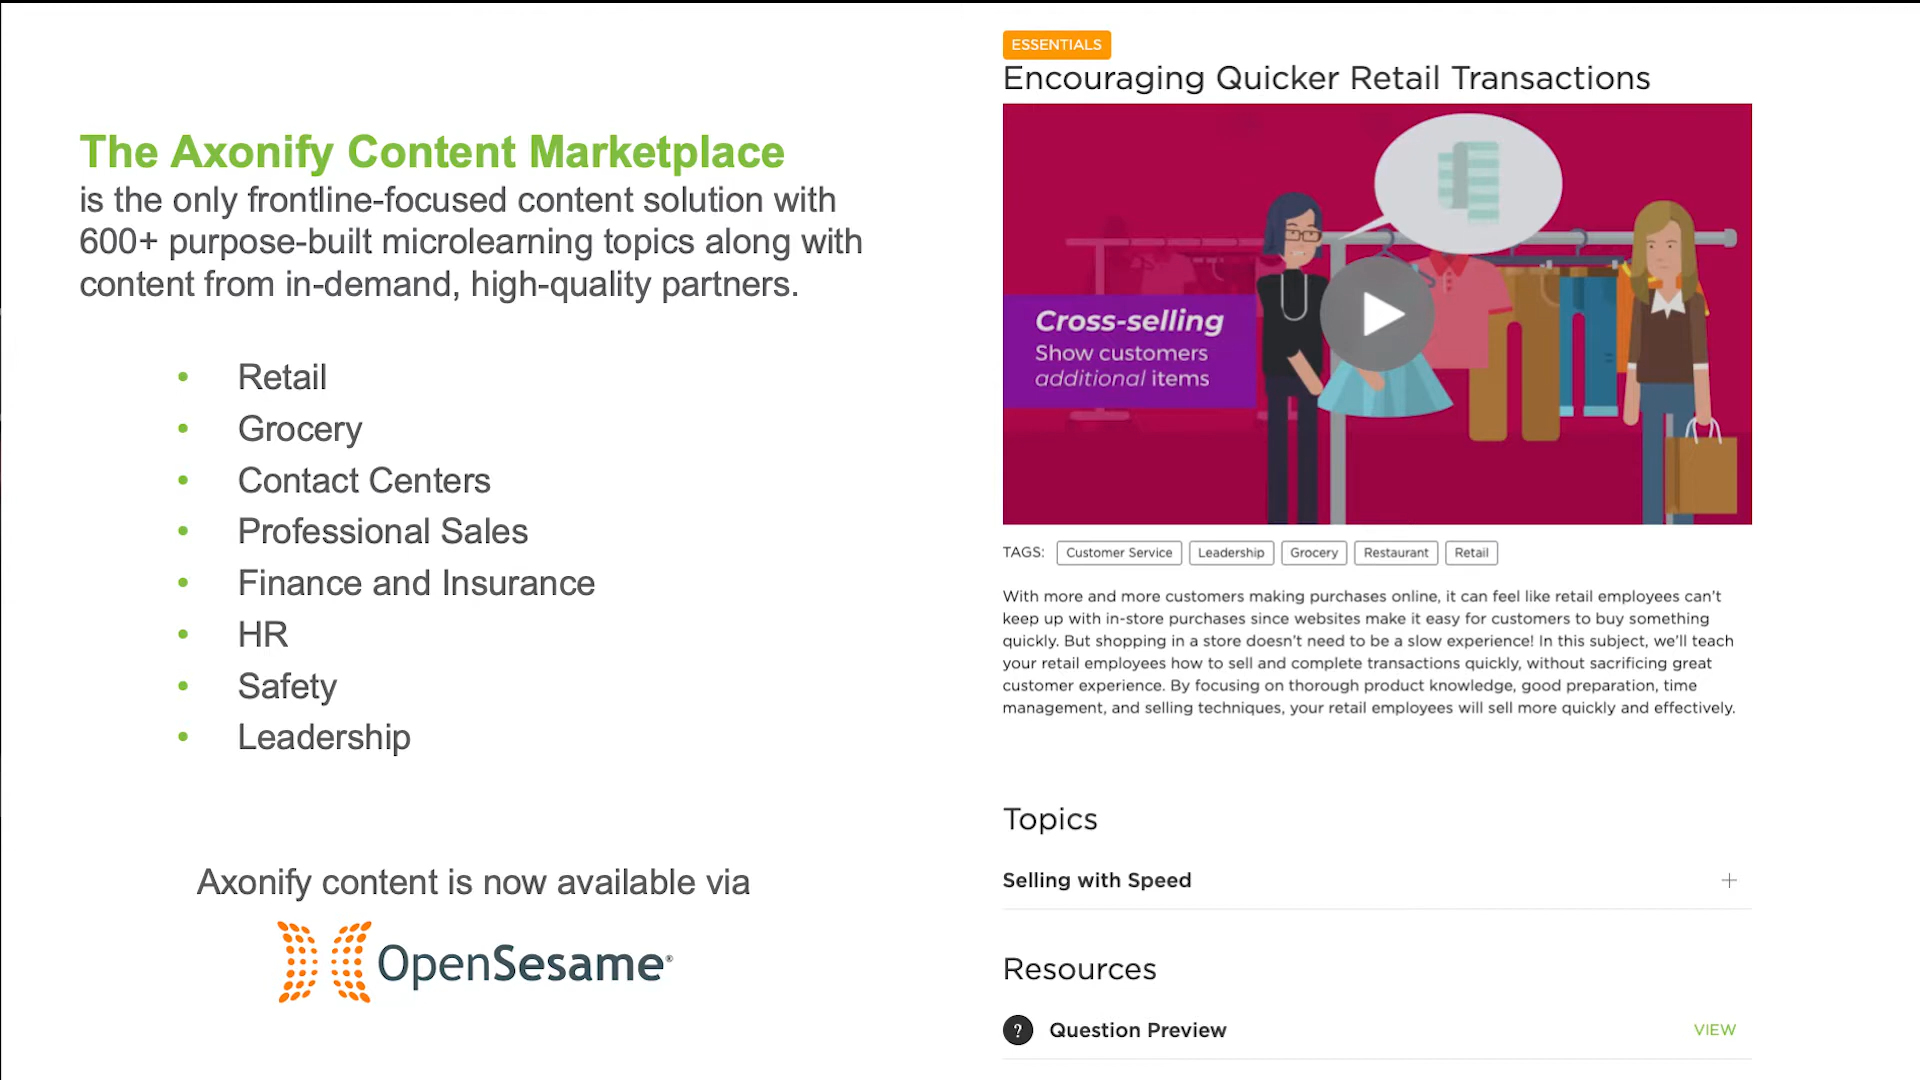 The Axonify Content Marketplace
is the only frontline-focused content solution with
600+ purpose-built microlearning topics along with
content from in-demand, high-quality partners.
• Retail
• Grocery
• Contact Centers
• Professional Sales
• Finance and Insurance
• HR
• Safety
• Leadership
Axonify content is now available via
OpenSesame®
ESSENTIALS
Encouraging Quicker Retail Transactions
Cross-selling
Show customers
additional items
TAGS: Customer Service Leadership Grocery Restaurant Retail
With more and more customers making purchases online, it can feel like retail employees can't
keep up with in-store purchases since websites make it easy for customers to buy something
quickly. But shopping in a store doesn't need to be a slow experience! In this subject, we'll teach
your retail employees how to sell and complete transactions quickly, without sacrificing great
customer experience. By focusing on thorough product knowledge, good preparation, time
management, and selling techniques, your retail employees will sell more quickly and effectively.
Topics
Selling with Speed +
Resources
? Question Preview VIEW